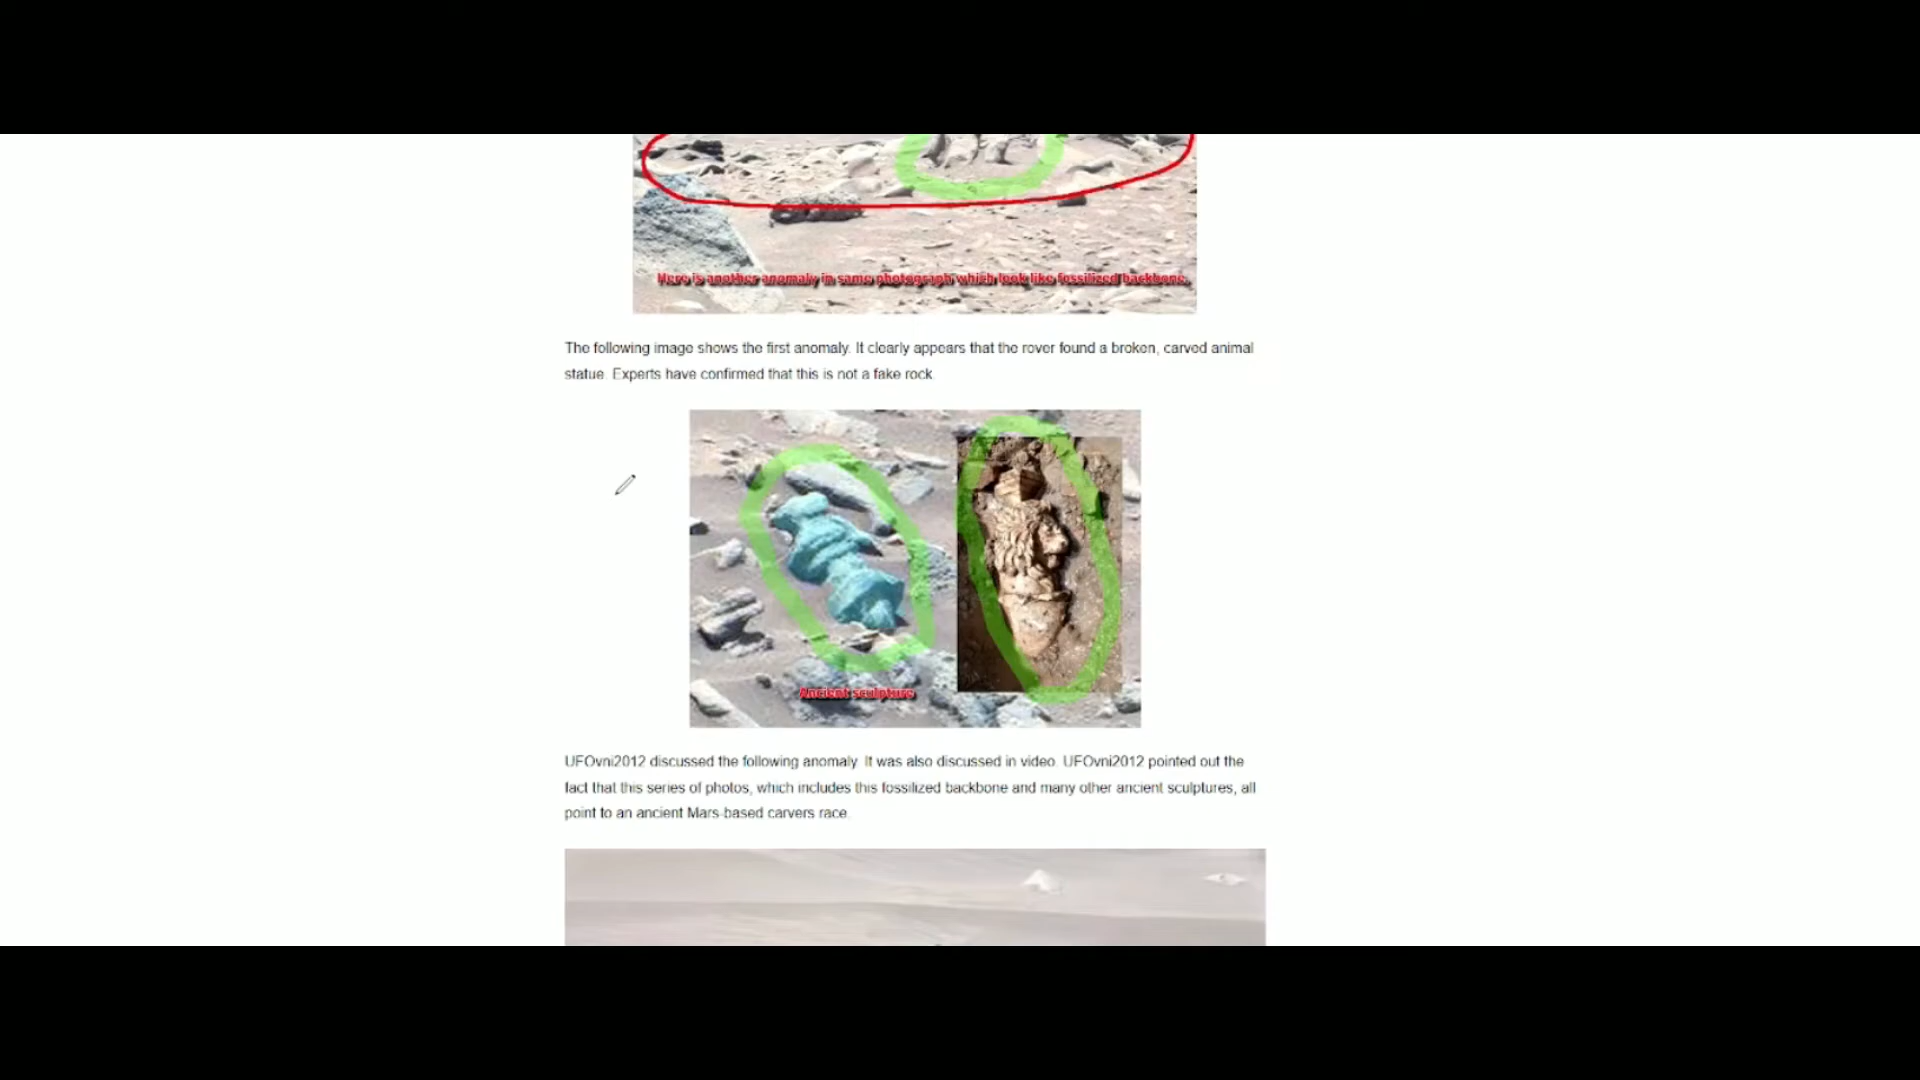 Here is another anomaly in same photograph which look like fossilized backbone.
The following image shows the first anomaly. It clearly appears that the rover found a broken, carved animal
statue. Experts have confirmed that this is not a fake rock.
Ancient sculpture
UFOvni2012 discussed the following anomaly. It was also discussed in video. UFOvni2012 pointed out the
fact that this series of photos, which includes this fossilized backbone and many other ancient sculptures, all
point to an ancient Mars-based carvers race.